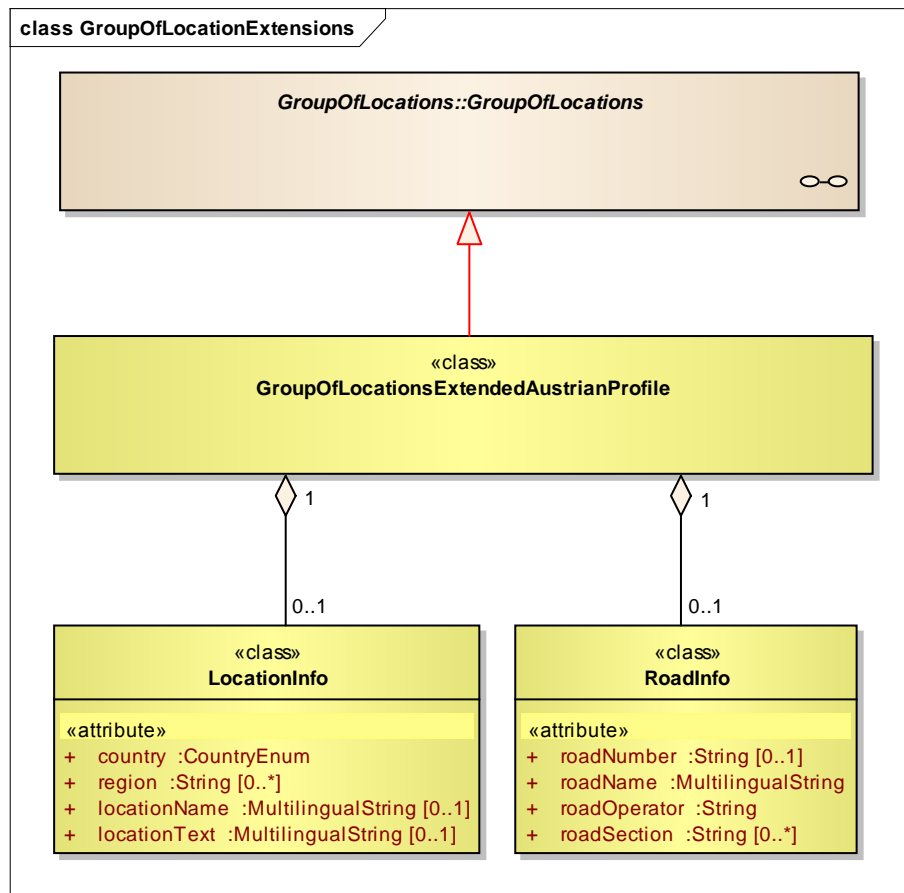 class GroupOfLocationExtensions
GroupOfLocations::GroupOfLocations
«class»
GroupOfLocationsExtendedAustrianProfile
1
1
0..1
0..1
«class»
LocationInfo
«attribute»
+ country :CountryEnum
+ region :String [0..*]
+ locationName :MultilingualString [0..1]
+ locationText :MultilingualString [0..1]
«class»
RoadInfo
«attribute»
+ roadNumber :String [0..1]
+ roadName :MultilingualString
+ roadOperator :String
+ roadSection :String [0..*]